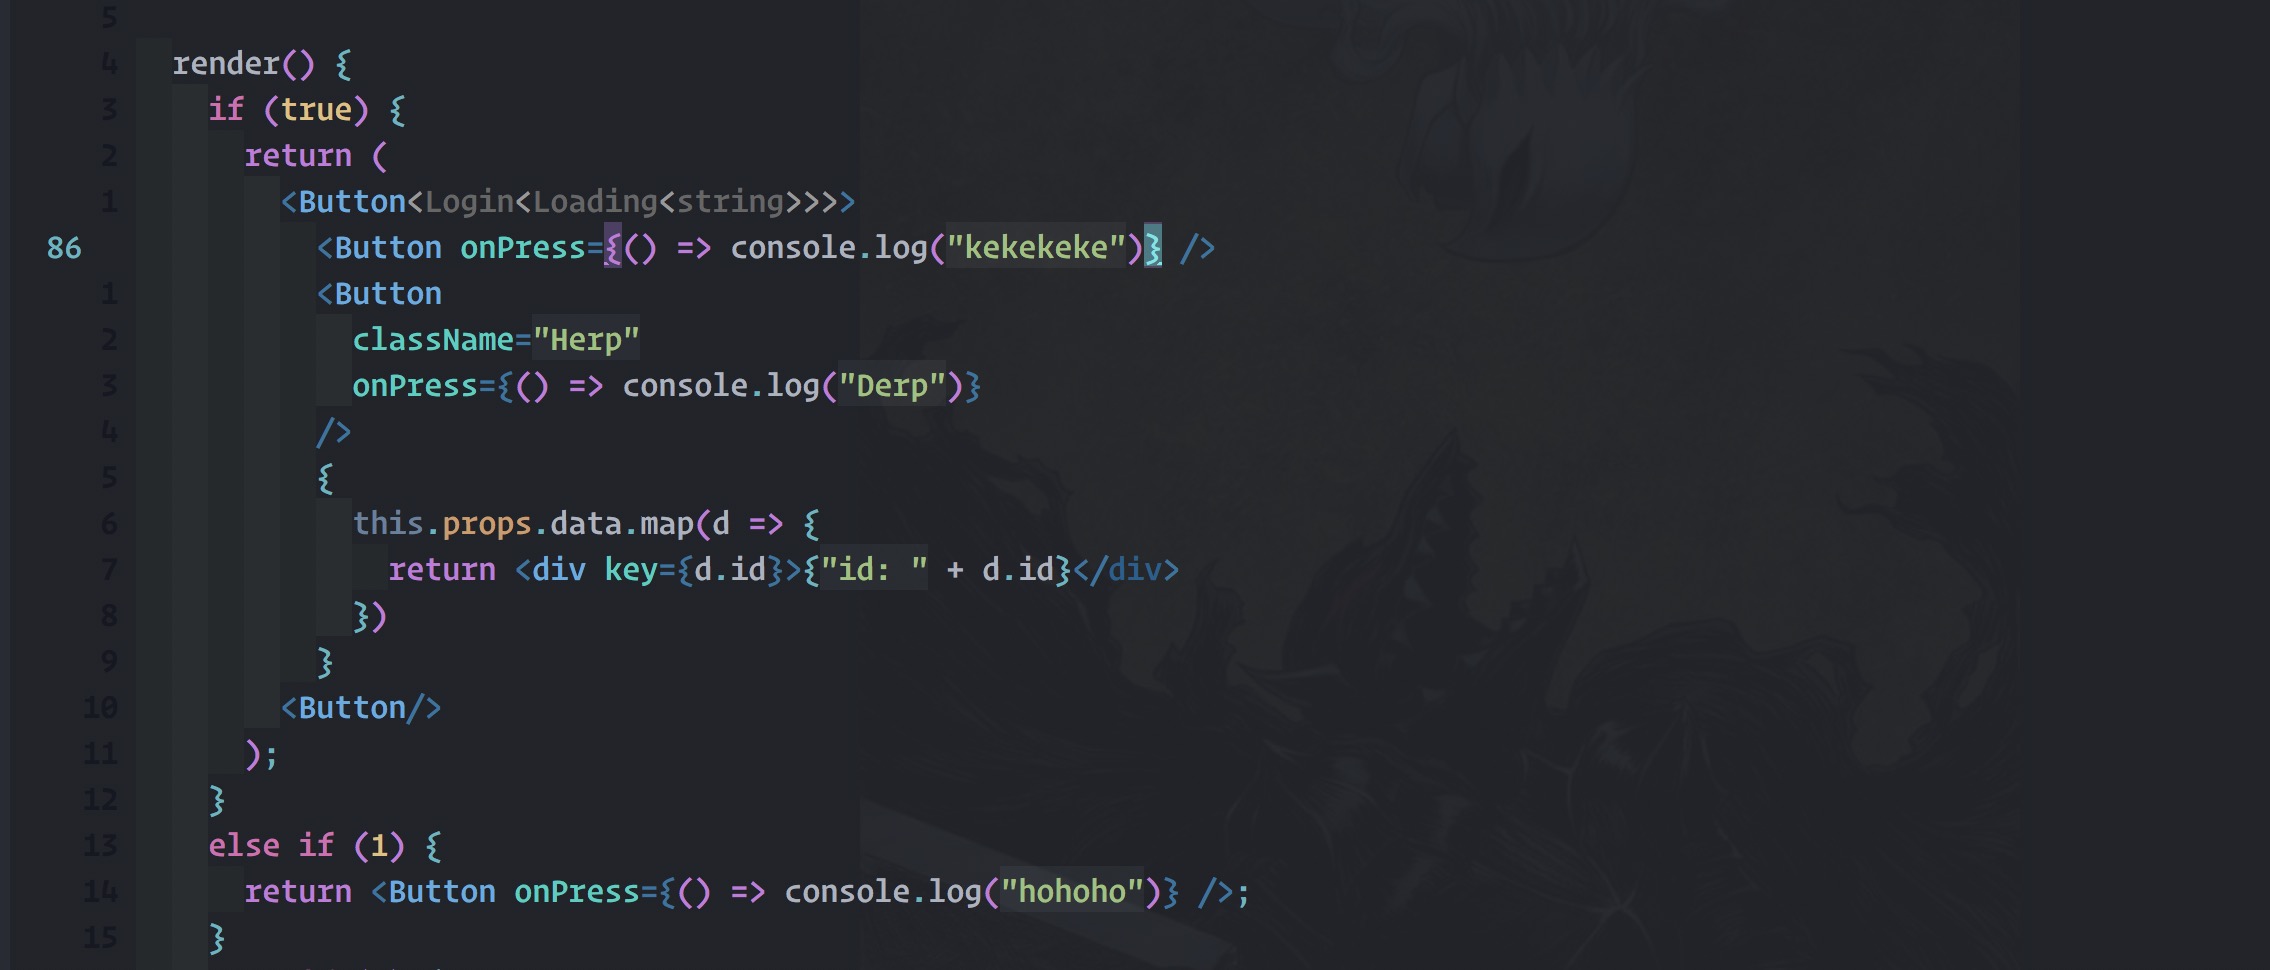 5
4 render() {
3 if (true) {
2 return (
1 <Button<Login<Loading<string>>>>
86 <Button onPress={() => console.log("kekekeke")} />
1 <Button
2 className="Herp"
3 onPress={() => console.log("Derp")}
4 />
5 {
6 this.props.data.map(d => {
7 return <div key={d.id}>{"id: " + d.id}</div>
8 })
9 }
10 <Button/>
11 );
12 }
13 else if (1) {
14 return <Button onPress={() => console.log("hohoho")} />;
15 }